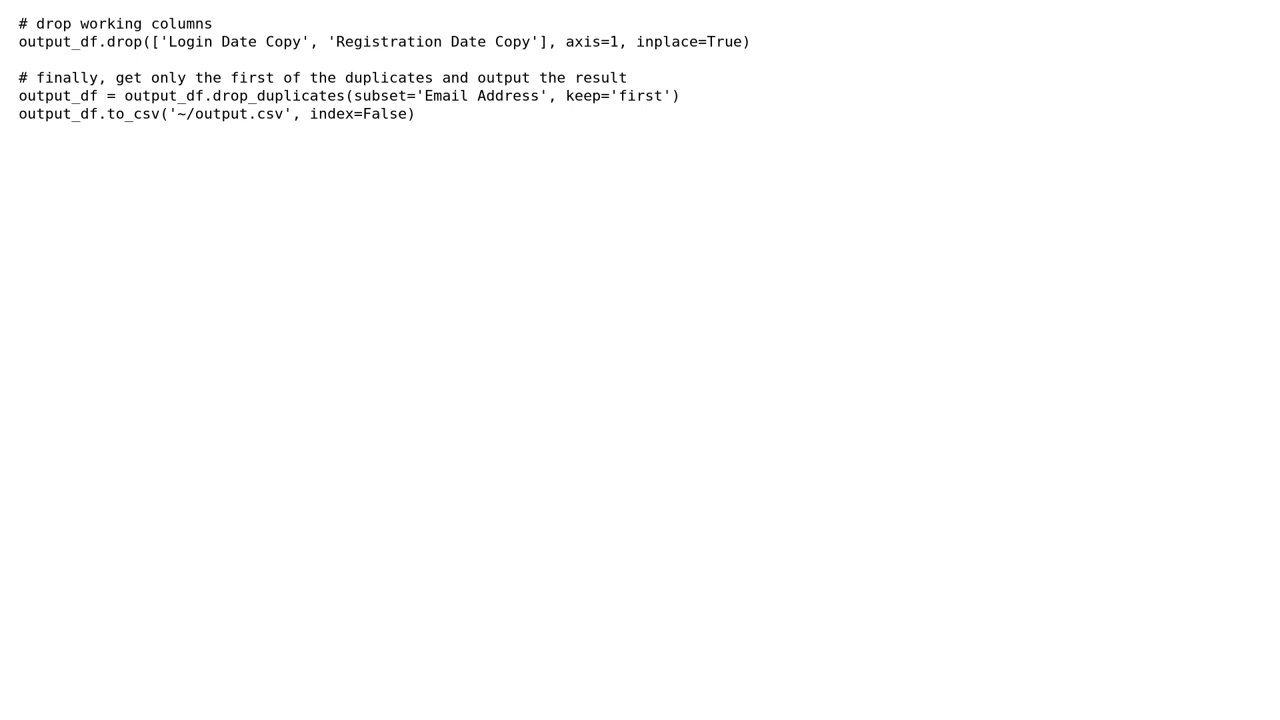 # drop working columns
output_df.drop(['Login Date Copy', 'Registration Date Copy'], axis=1, inplace=True)

# finally, get only the first of the duplicates and output the result
output_df = output_df.drop_duplicates(subset='Email Address', keep='first')
output_df.to_csv('~/output.csv', index=False)